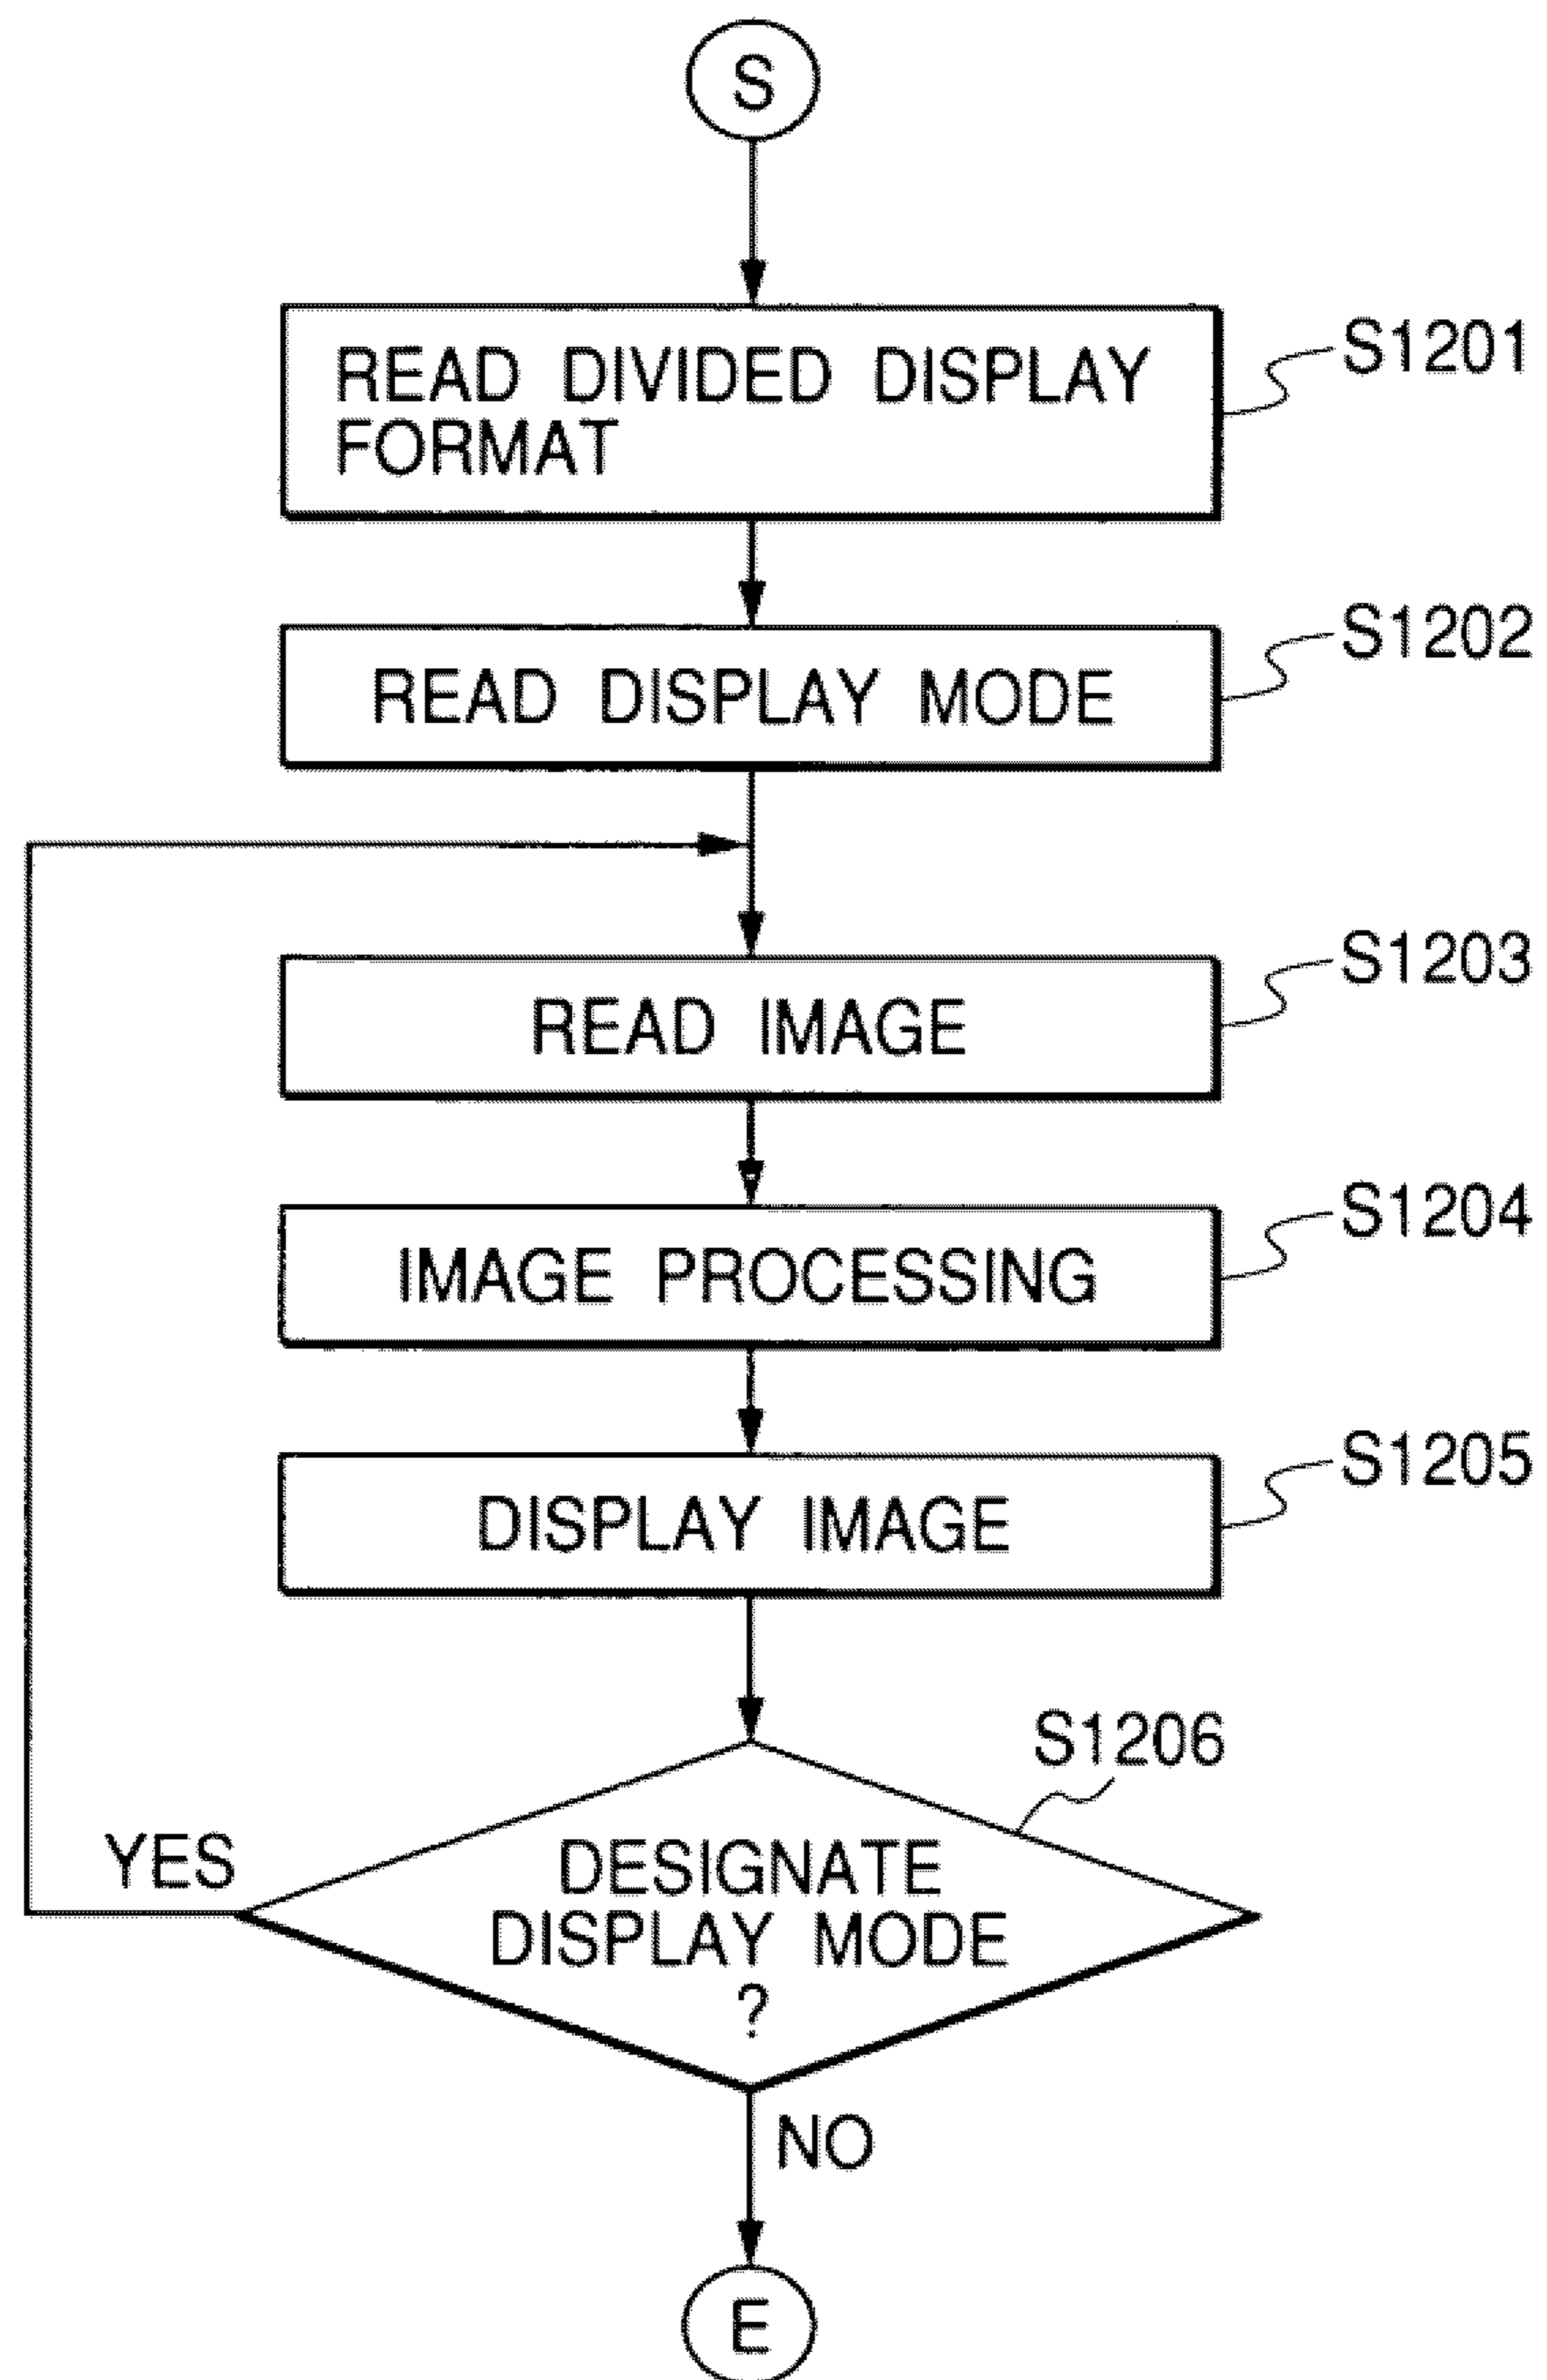 S
READ DIVIDED DISPLAY
FORMAT
S1201
READ DISPLAY MODE
S1202
READ IMAGE
S1203
IMAGE PROCESSING
S1204
DISPLAY IMAGE
S1205
S1206
DESIGNATE
DISPLAY MODE
?
YES
NO
E